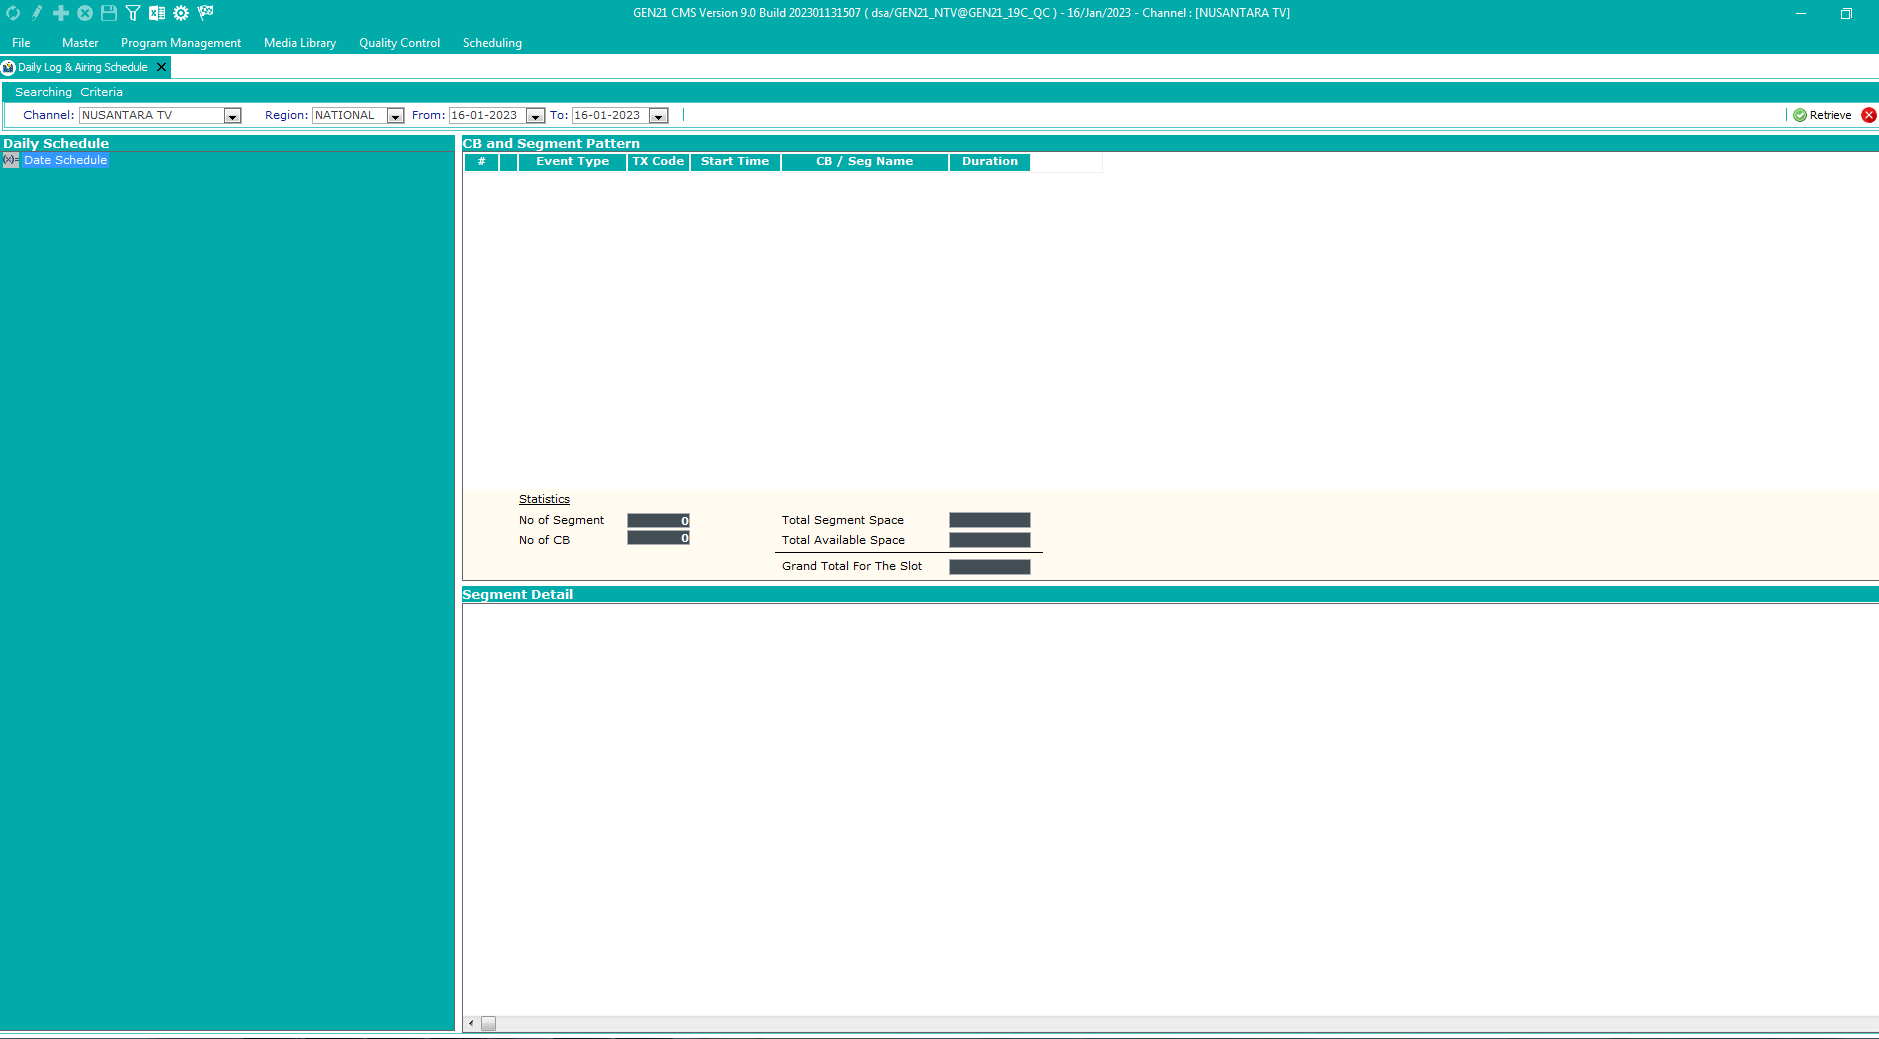 GEN21 CMS Version 9.0 Build 202301131507 ( dsa/GEN21_NTV@GEN21_19C_QC ) - 16/Jan/2023 - Channel : [NUSANTARA TV]
File Master Program Management Media Library Quality Control Scheduling
Daily Log & Airing Schedule
Searching Criteria
Channel: NUSANTARA TV Region: NATIONAL From: 16-01-2023 To: 16-01-2023 Retrieve
Daily Schedule
(x)= Date Schedule
CB and Segment Pattern
# Event Type TX Code Start Time CB / Seg Name Duration
Statistics
No of Segment 0 Total Segment Space
No of CB 0 Total Available Space
Grand Total For The Slot
Segment Detail